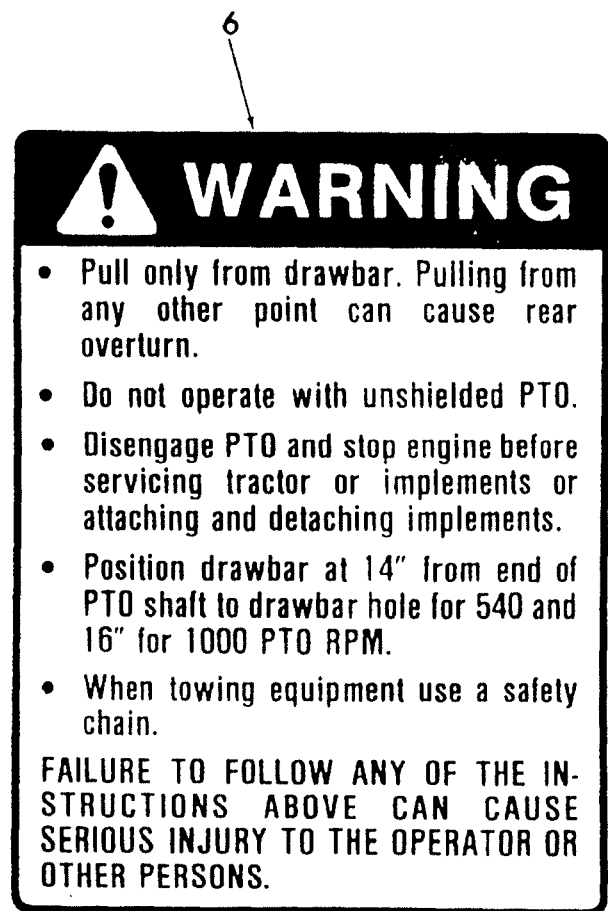 6
WARNING
• Pull only from drawbar. Pulling from
any other point can cause rear
overturn.
• Do not operate with unshielded PTO.
• Disengage PTO and stop engine before
servicing tractor or implements or
attaching and detaching implements.
• Position drawbar at 14" from end of
PTO shaft to drawbar hole for 540 and
16" for 1000 PTO RPM.
• When towing equipment use a safety
chain.
FAILURE TO FOLLOW ANY OF THE IN-
STRUCTIONS ABOVE CAN CAUSE
SERIOUS INJURY TO THE OPERATOR OR
OTHER PERSONS.